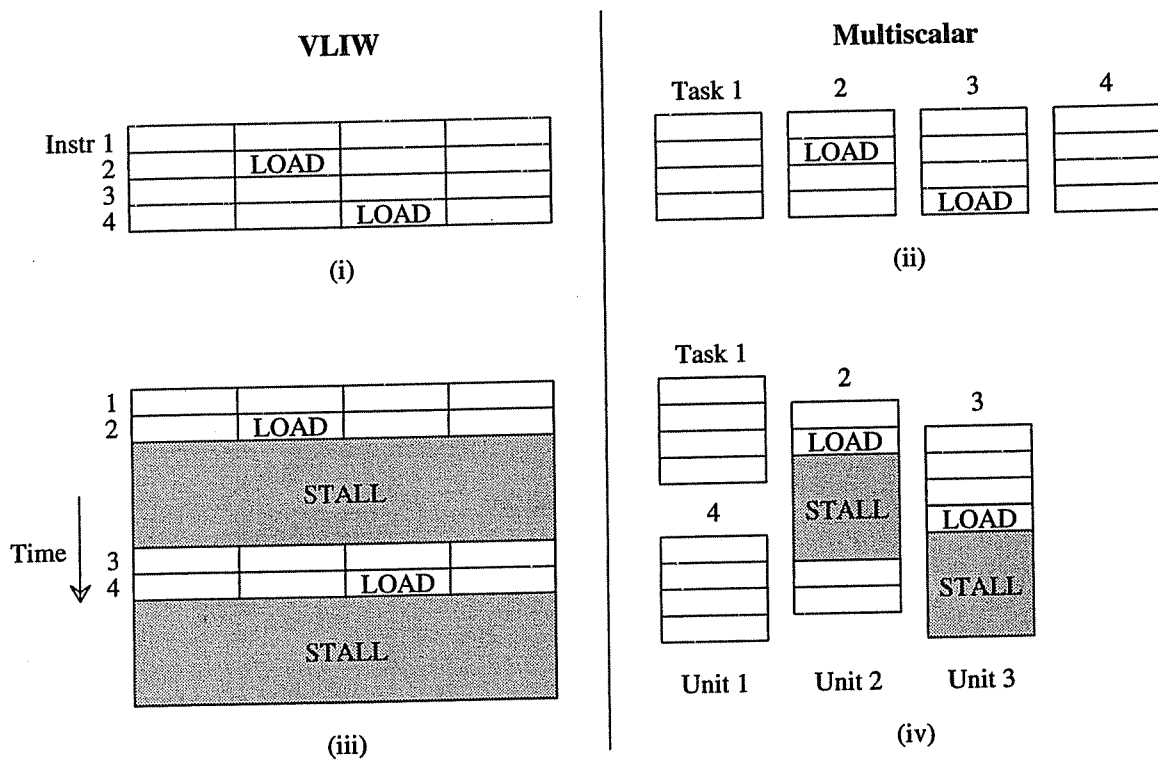 VLIW
Instr 1
2
LOAD
3
4
LOAD
(i)
Multiscalar
Task 1
2
3
4
LOAD
LOAD
(ii)
1
2
LOAD
STALL
Time
3
4
LOAD
STALL
(iii)
Task 1
2
3
LOAD
STALL
LOAD
4
STALL
Unit 1
Unit 2
Unit 3
(iv)